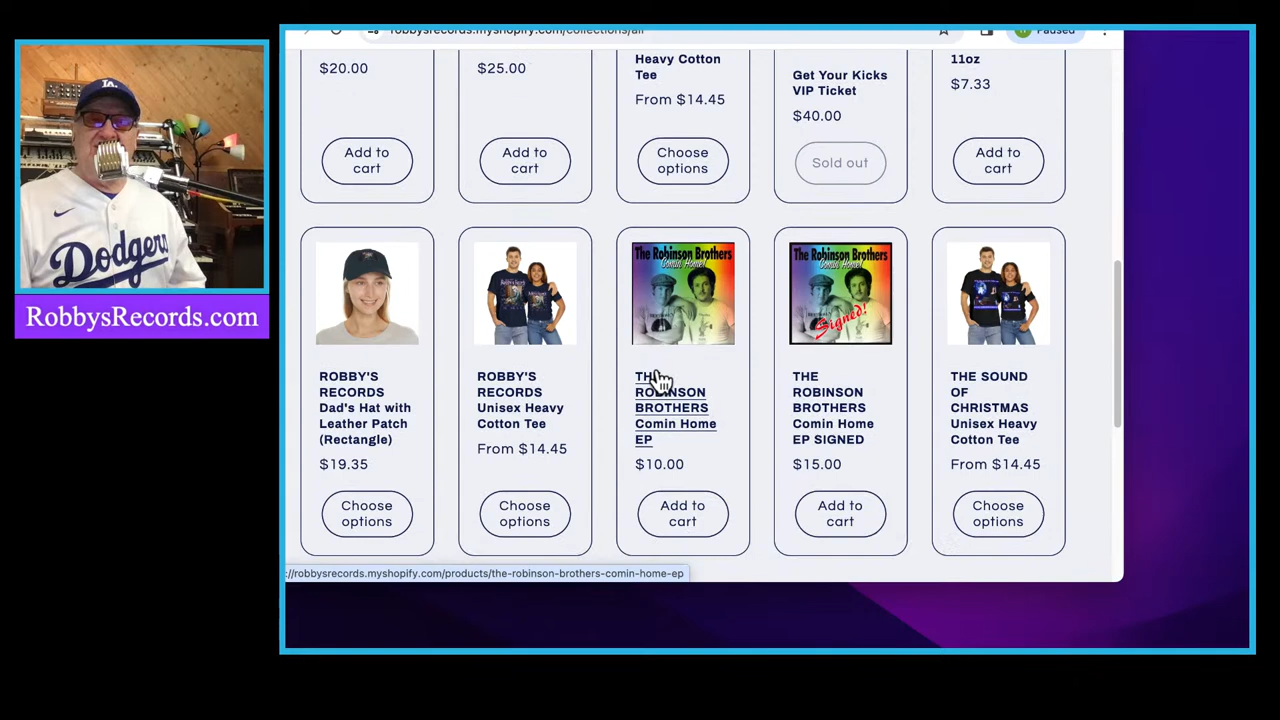 robbysrecords.myshopify.com/collections/all
Paused
$20.00
Add to
cart
$25.00
Add to
cart
Heavy Cotton
Tee
From $14.45
Choose
options
Get Your Kicks
VIP Ticket
$40.00
Sold out
11oz
$7.33
Add to
cart
LA
Dodgers
RobbysRecords.com
ROBBY'S
RECORDS
Dad's Hat with
Leather Patch
(Rectangle)
$19.35
Choose
options
ROBBY'S
RECORDS
Unisex Heavy
Cotton Tee
From $14.45
Choose
options
The Robinson Brothers
Comin Home!
THE
ROBINSON
BROTHERS
Comin Home
EP
$10.00
Add to
cart
The Robinson Brothers
Comin Home!
Signed!
THE
ROBINSON
BROTHERS
Comin Home
EP SIGNED
$15.00
Add to
cart
THE SOUND
OF
CHRISTMAS
Unisex Heavy
Cotton Tee
From $14.45
Choose
options
://robbysrecords.myshopify.com/products/the-robinson-brothers-comin-home-ep